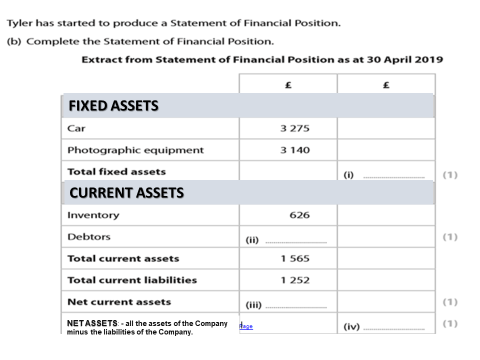 Tyler has started to produce a Statement of Financial Position.
(b) Complete the Statement of Financial Position.
Extract from Statement of Financial Position as at 30 April 2019
£ £
FIXED ASSETS
Car 3 275
Photographic equipment 3 140
Total fixed assets (i) (1)
CURRENT ASSETS
Inventory 626
Debtors (ii) (1)
Total current assets 1 565
Total current liabilities 1 252
Net current assets (iii) (1)
NET ASSETS: - all the assets of the Company (iv) (1)
minus the liabilities of the Company.